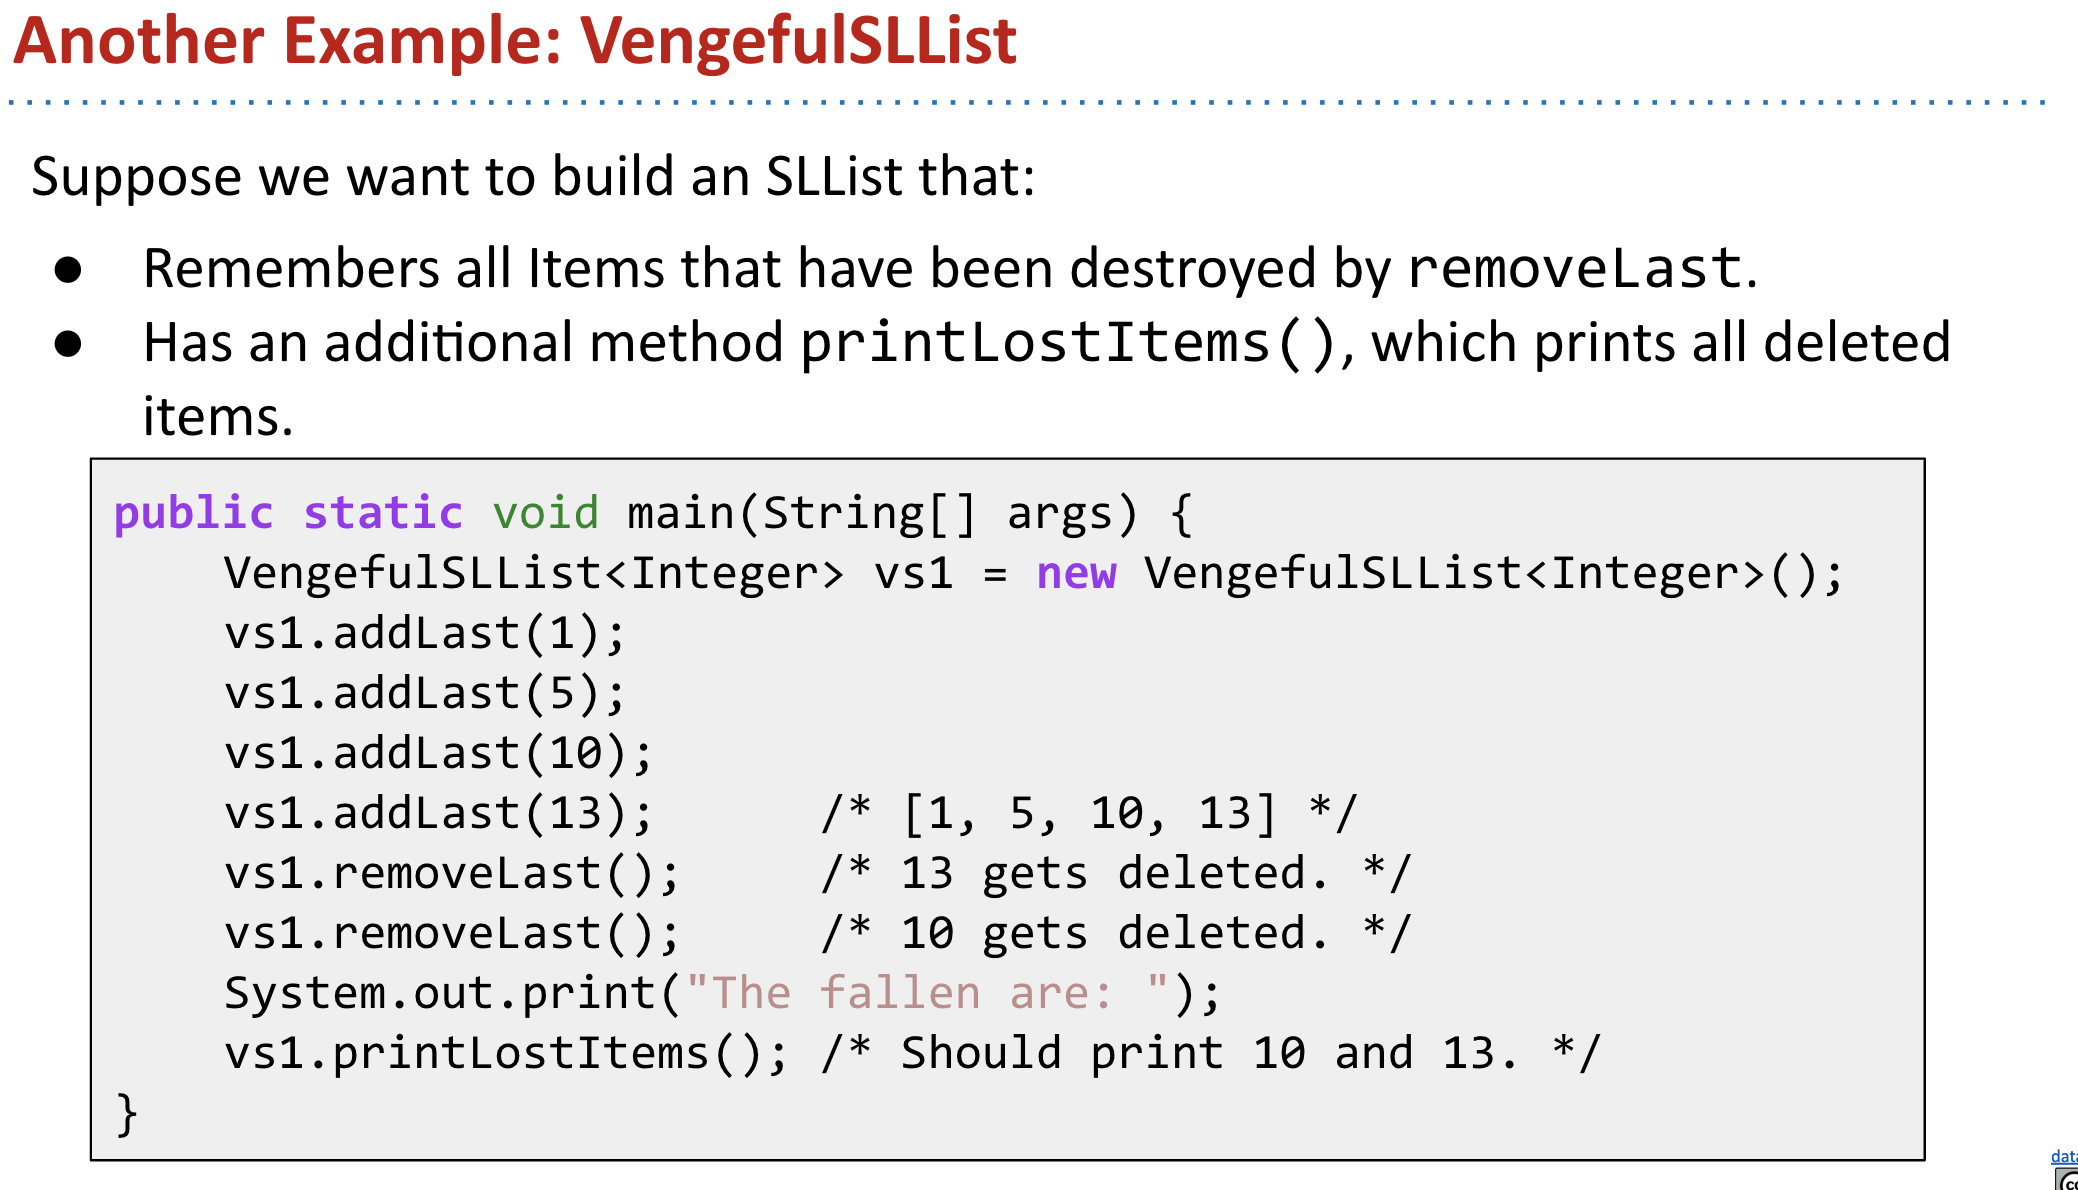 Another Example: VengefulSLList
Suppose we want to build an SLList that:
● Remembers all Items that have been destroyed by removeLast.
● Has an additional method printLostItems(), which prints all deleted
items.
public static void main(String[] args) {
    VengefulSLList<Integer> vs1 = new VengefulSLList<Integer>();
    vs1.addLast(1);
    vs1.addLast(5);
    vs1.addLast(10);
    vs1.addLast(13);      /* [1, 5, 10, 13] */
    vs1.removeLast();     /* 13 gets deleted. */
    vs1.removeLast();     /* 10 gets deleted. */
    System.out.print("The fallen are: ");
    vs1.printLostItems(); /* Should print 10 and 13. */
}